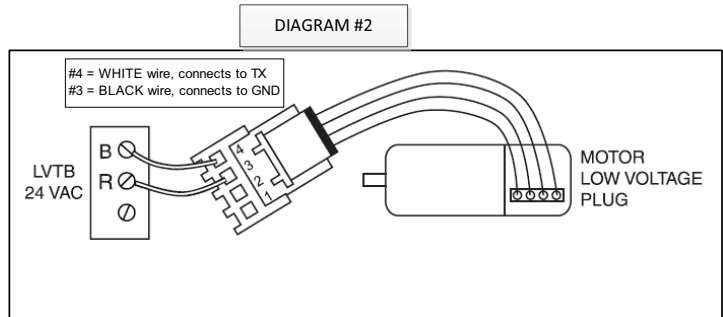 DIAGRAM #2
#4 = WHITE wire, connects to TX
#3 = BLACK wire, connects to GND
B
R
LVTB
24 VAC
4
3
2
1
MOTOR
LOW VOLTAGE
PLUG